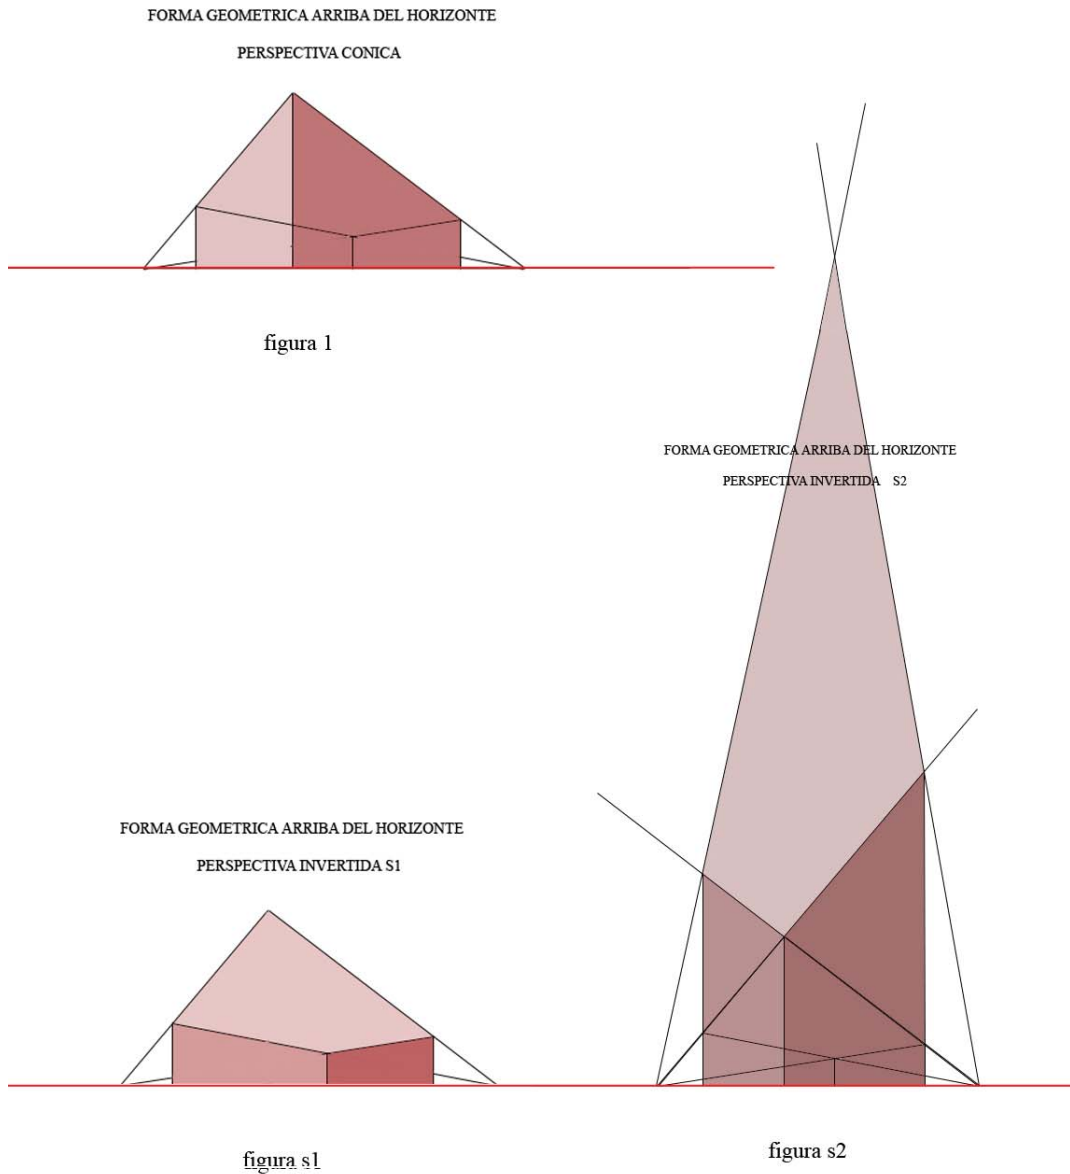 FORMA GEOMETRICA ARRIBA DEL HORIZONTE
PERSPECTIVA CONICA
figura 1
FORMA GEOMETRICA ARRIBA DEL HORIZONTE
PERSPECTIVA INVERTIDA S2
FORMA GEOMETRICA ARRIBA DEL HORIZONTE
PERSPECTIVA INVERTIDA S1
figura s1
figura s2